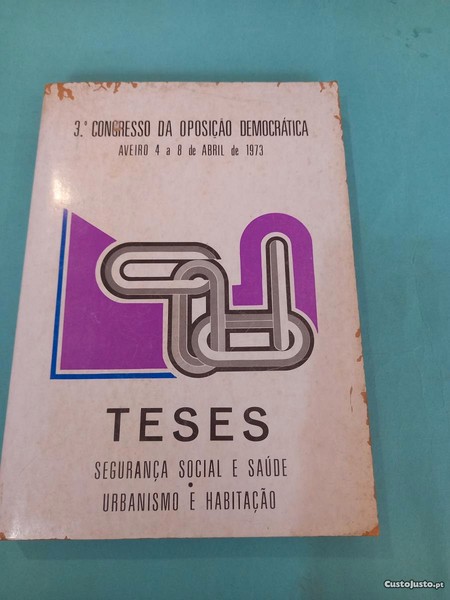 3.º CONGRESSO DA OPOSIÇÃO DEMOCRÁTICA
AVEIRO 4 a 8 de ABRIL de 1973
TESES
SEGURANÇA SOCIAL E SAÚDE
•
URBANISMO E HABITAÇÃO
CustoJusto.pt